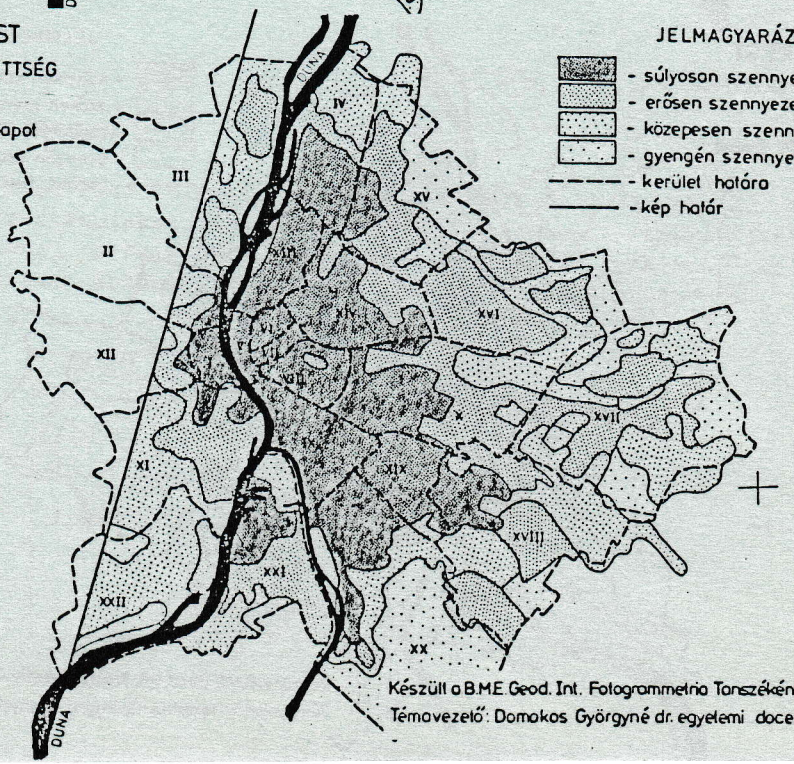 ST
TTSÉG
apot
JELMAGYARÁZ
- súlyosan szennye
- erősen szennyeze
- közepesen szenn
- gyengén szennye
- kerület határa
- kép határ
DUNA
IV
III
XV
II
XIII
XIV
XVI
VI
V
VII
XII
VIII
X
XVII
XI
IX
XIX
XVIII
XXI
XXII
XX
DUNA
Készült a B.M.E. Geod. Int. Fotogrammetria Tanszékén
Témavezető: Domokos Györgyné dr. egyelemi doce